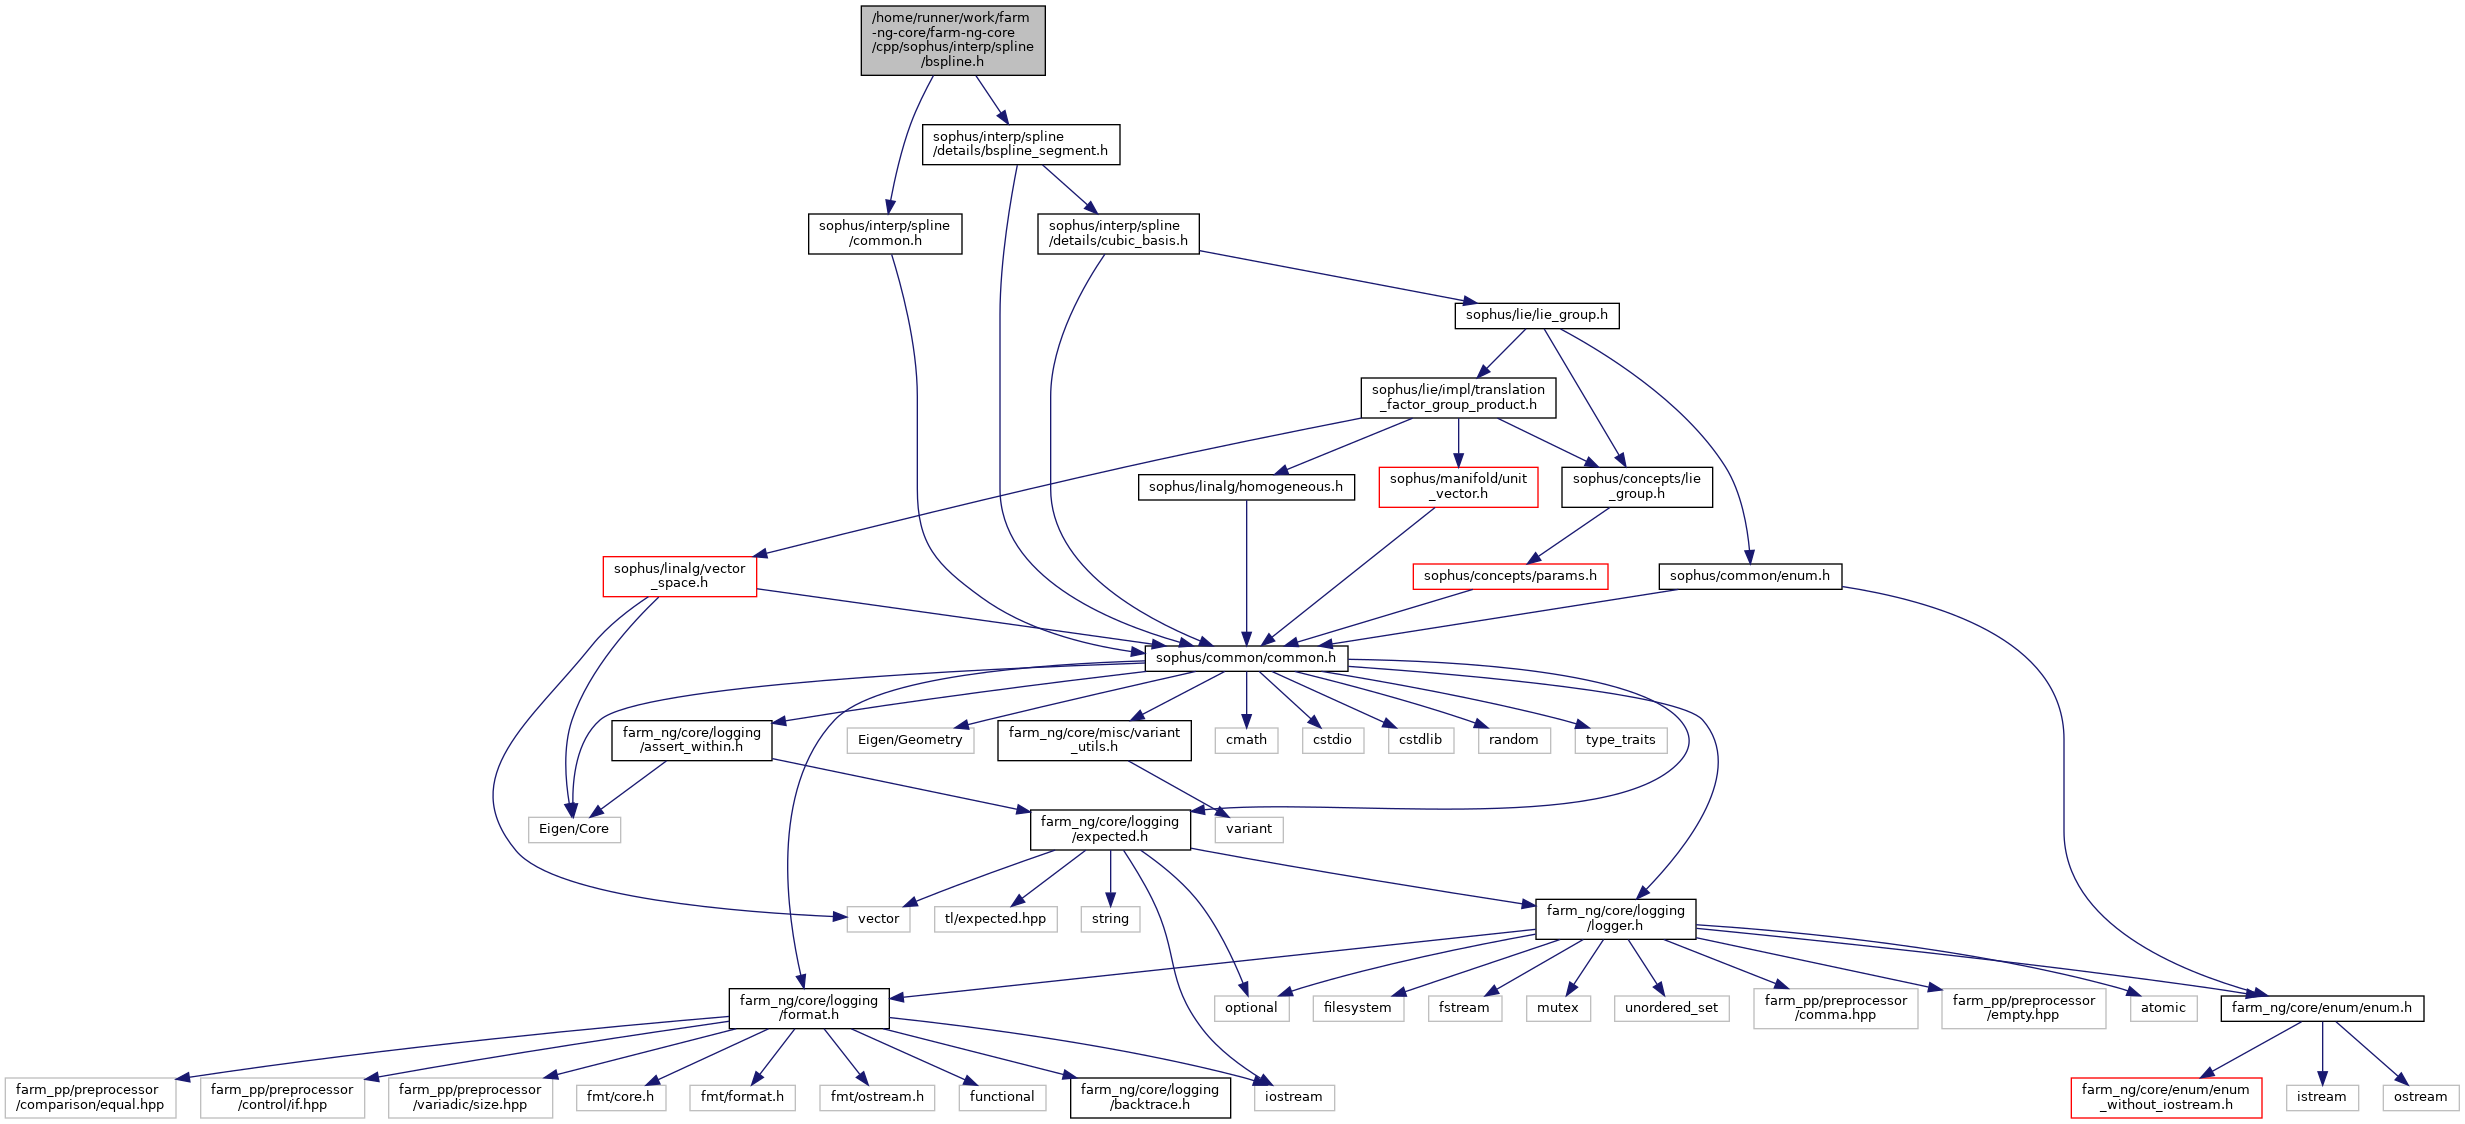 /home/runner/work/farm
-ng-core/farm-ng-core
/cpp/sophus/interp/spline
/bspline.h
sophus/interp/spline
/details/bspline_segment.h
sophus/interp/spline
/common.h
sophus/interp/spline
/details/cubic_basis.h
sophus/lie/lie_group.h
sophus/lie/impl/translation
_factor_group_product.h
sophus/linalg/homogeneous.h
sophus/manifold/unit
_vector.h
sophus/concepts/lie
_group.h
sophus/linalg/vector
_space.h
sophus/concepts/params.h
sophus/common/enum.h
sophus/common/common.h
farm_ng/core/logging
/assert_within.h
Eigen/Geometry
farm_ng/core/misc/variant
_utils.h
cmath
cstdio
cstdlib
random
type_traits
Eigen/Core
farm_ng/core/logging
/expected.h
variant
vector
tl/expected.hpp
string
farm_ng/core/logging
/logger.h
farm_ng/core/logging
/format.h
optional
filesystem
fstream
mutex
unordered_set
farm_pp/preprocessor
/comma.hpp
farm_pp/preprocessor
/empty.hpp
atomic
farm_ng/core/enum/enum.h
farm_pp/preprocessor
/comparison/equal.hpp
farm_pp/preprocessor
/control/if.hpp
farm_pp/preprocessor
/variadic/size.hpp
fmt/core.h
fmt/format.h
fmt/ostream.h
functional
farm_ng/core/logging
/backtrace.h
iostream
farm_ng/core/enum/enum
_without_iostream.h
istream
ostream